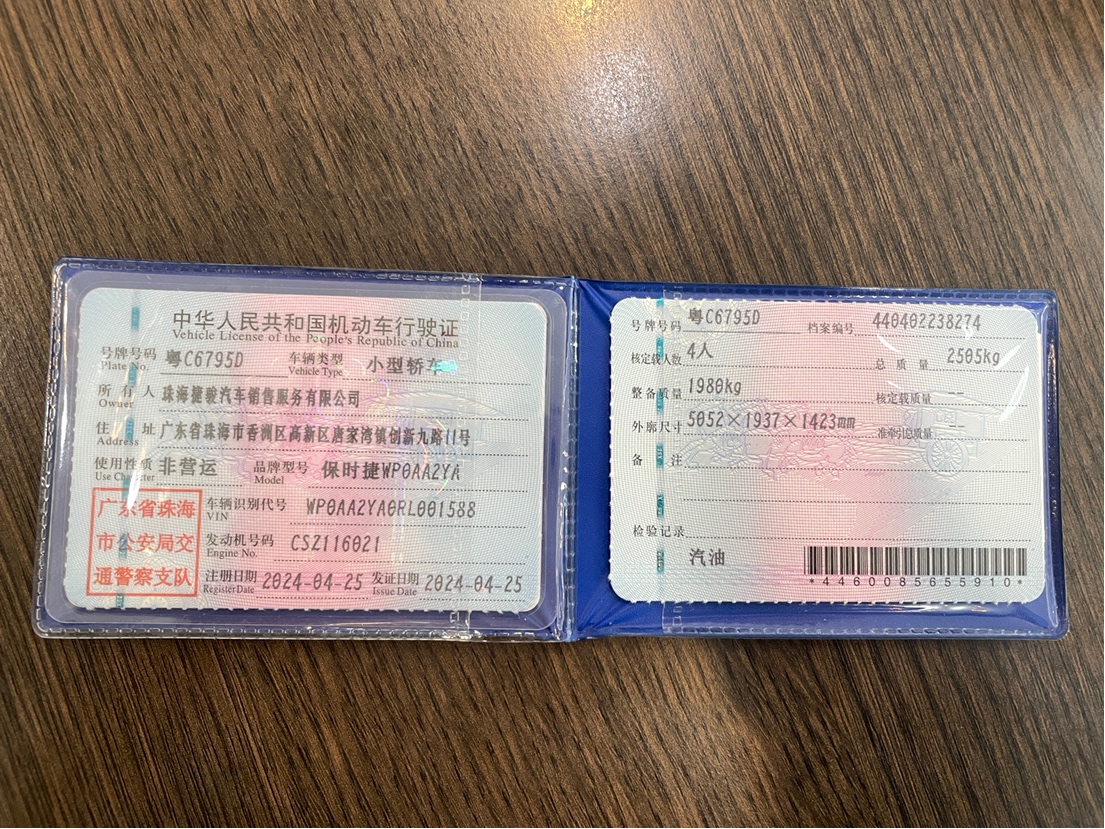 中华人民共和国机动车行驶证
Vehicle License of the People's Republic of China
号牌号码 粤C6795D 车辆类型 小型轿车
Plate No. Vehicle Type
所有人 珠海捷骏汽车销售服务有限公司
Owner
住址 广东省珠海市香洲区高新区唐家湾镇创新九路11号
Address
使用性质 非营运 品牌型号 保时捷WP0AA2YA
Use Character Model
广东省珠海
市公安局交
通警察支队
车辆识别代号 WP0AA2YA0RL001588
VIN
发动机号码 CSZ116021
Engine No.
注册日期 2024-04-25 发证日期 2024-04-25
Register Date Issue Date
号牌号码 粤C6795D 档案编号 440402238274
核定载人数 4人 总质量 2505kg
整备质量 1980kg 核定载质量 --
外廓尺寸 5052×1937×1423mm 准牵引总质量 --
备注
检验记录
汽油
*4460085655910*